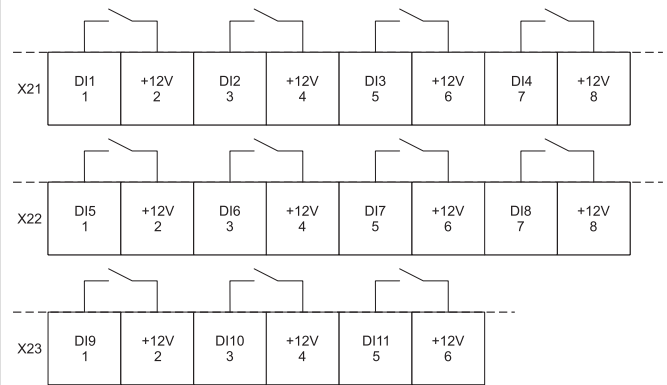 X21 DI1 +12V DI2 +12V DI3 +12V DI4 +12V
1 2 3 4 5 6 7 8
X22 DI5 +12V DI6 +12V DI7 +12V DI8 +12V
1 2 3 4 5 6 7 8
X23 DI9 +12V DI10 +12V DI11 +12V
1 2 3 4 5 6